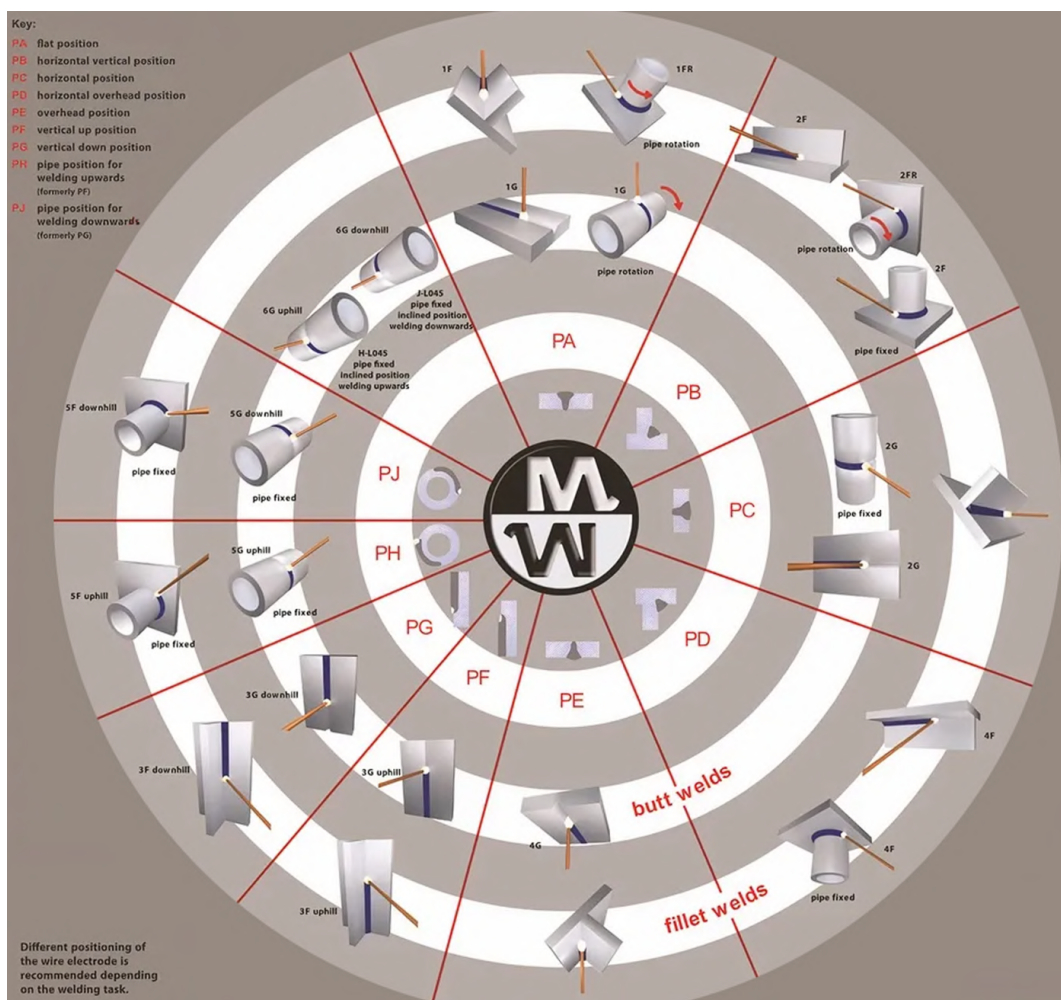 Key:
PA flat position
PB horizontal vertical position
PC horizontal position
PD horizontal overhead position
PE overhead position
PF vertical up position
PG vertical down position
PH pipe position for
welding upwards
(formerly PF)
PJ pipe position for
welding downwards
(formerly PG)
1F
1FR
pipe rotation
2F
2FR
pipe rotation
2F
pipe fixed
1G
1G
pipe rotation
6G downhill
J-L045
pipe fixed
inclined position
welding downwards
6G uphill
H-L045
pipe fixed
inclined position
welding upwards
PA
PB
PC
PD
PE
PF
PG
PH
PJ
MW
5F downhill
pipe fixed
5G downhill
pipe fixed
5F uphill
pipe fixed
5G uphill
pipe fixed
2G
pipe fixed
2G
3G downhill
3F downhill
3G uphill
3F uphill
4G
4F
4F
pipe fixed
butt welds
fillet welds
Different positioning of
the wire electrode is
recommended depending
on the welding task.